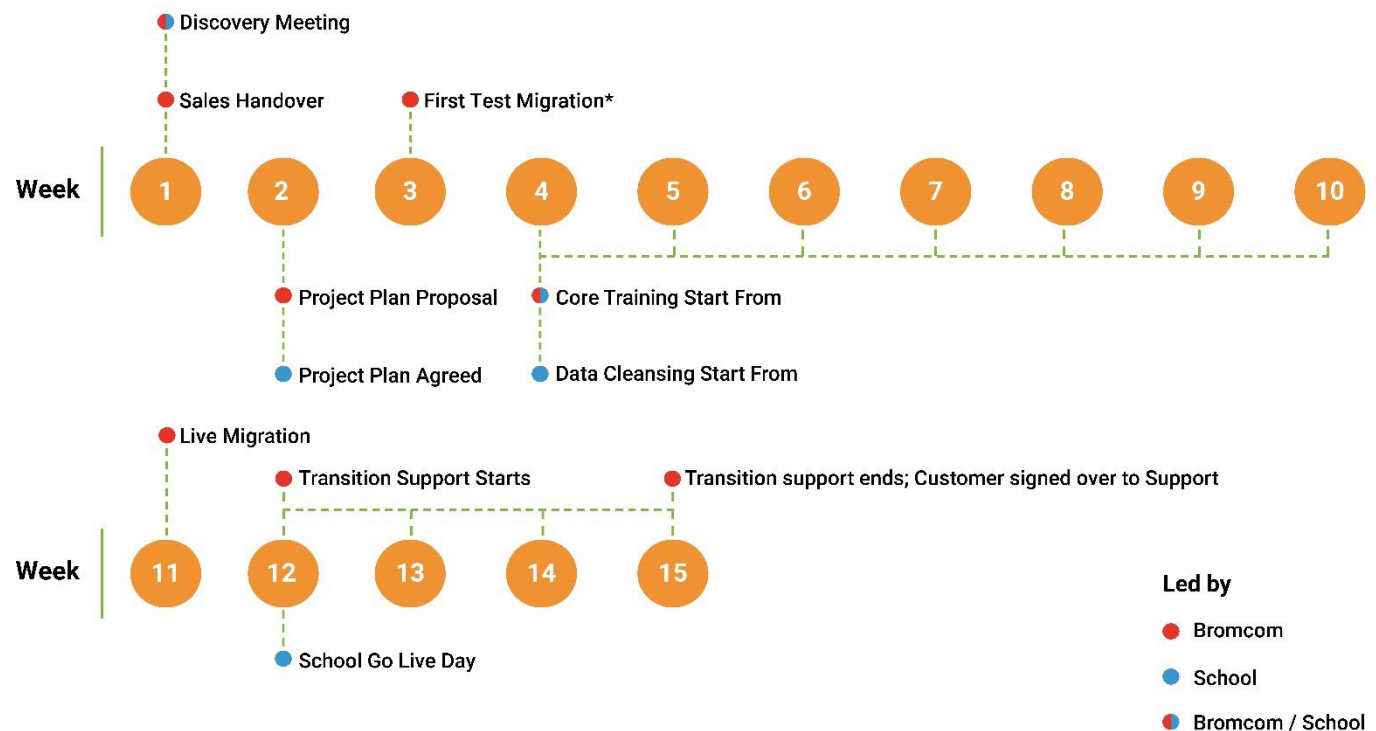 Discovery Meeting
Sales Handover
First Test Migration*
Week
1
2
3
4
5
6
7
8
9
10
Project Plan Proposal
Core Training Start From
Project Plan Agreed
Data Cleansing Start From
Live Migration
Transition Support Starts
Transition support ends; Customer signed over to Support
Week
11
12
13
14
15
School Go Live Day
Led by
Bromcom
School
Bromcom / School